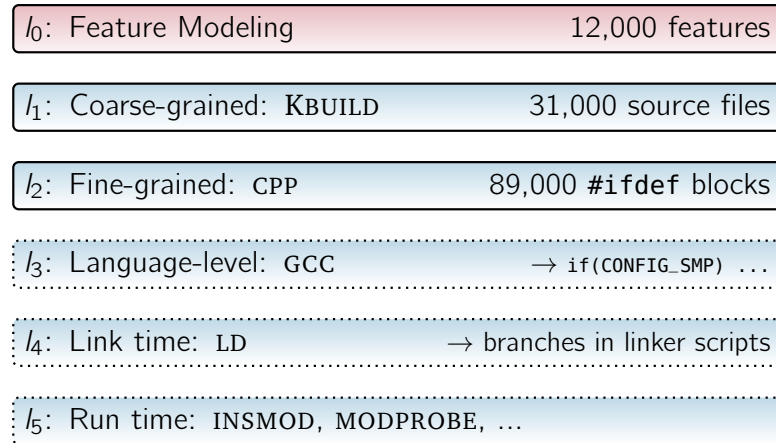 l0: Feature Modeling 12,000 features
l1: Coarse-grained: KBUILD 31,000 source files
l2: Fine-grained: CPP 89,000 #ifdef blocks
l3: Language-level: GCC → if(CONFIG_SMP) ...
l4: Link time: LD → branches in linker scripts
l5: Run time: INSMOD, MODPROBE, ...